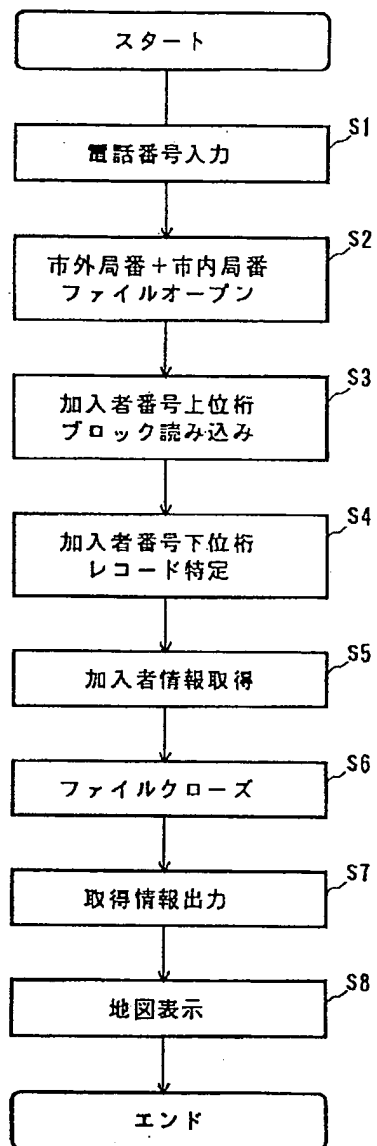 スタート
S1
電話番号入力
S2
市外局番+市内局番
ファイルオープン
S3
加入者番号上位桁
ブロック読み込み
S4
加入者番号下位桁
レコード特定
S5
加入者情報取得
S6
ファイルクローズ
S7
取得情報出力
S8
地図表示
エンド